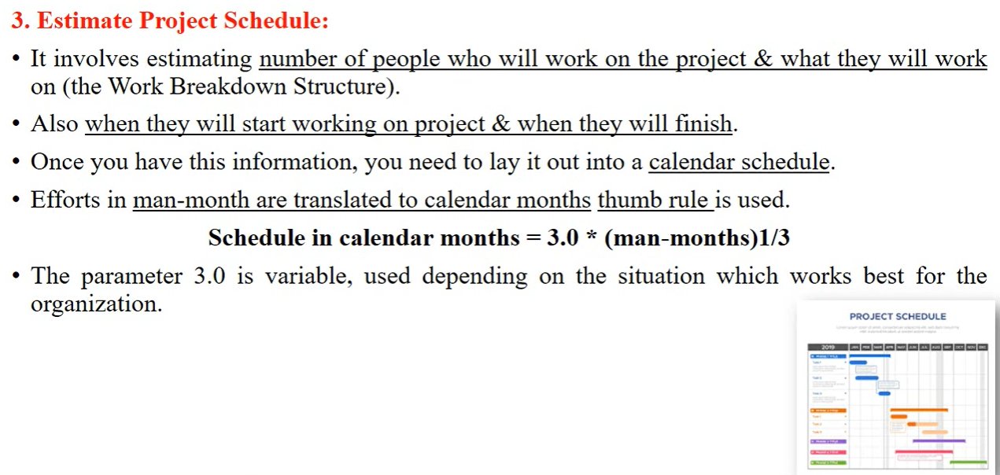 3. Estimate Project Schedule:
• It involves estimating number of people who will work on the project & what they will work
on (the Work Breakdown Structure).
• Also when they will start working on project & when they will finish.
• Once you have this information, you need to lay it out into a calendar schedule.
• Efforts in man-month are translated to calendar months thumb rule is used.
Schedule in calendar months = 3.0 * (man-months)1/3
• The parameter 3.0 is variable, used depending on the situation which works best for the
organization.
PROJECT SCHEDULE
2019 JAN FEB MAR APR MAY JUN JUL AUG SEP OCT NOV DEC